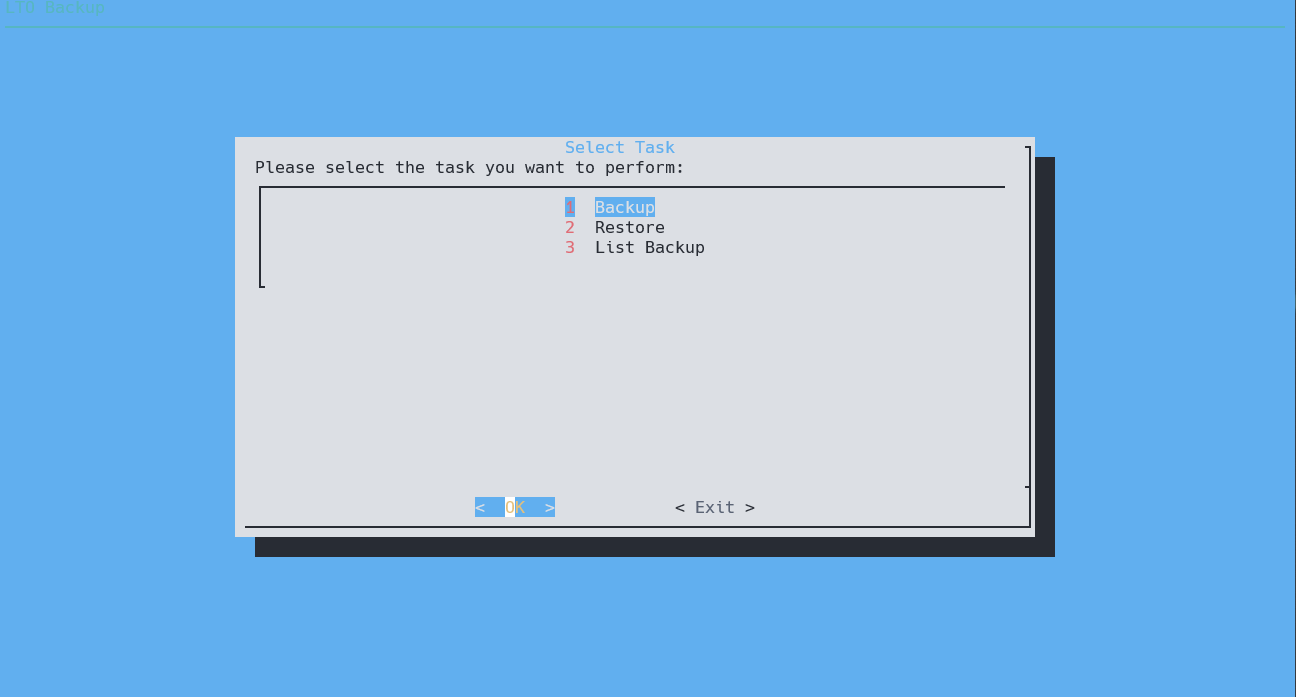 LTO Backup
Select Task
Please select the task you want to perform:
1 Backup
2 Restore
3 List Backup
< OK > < Exit >